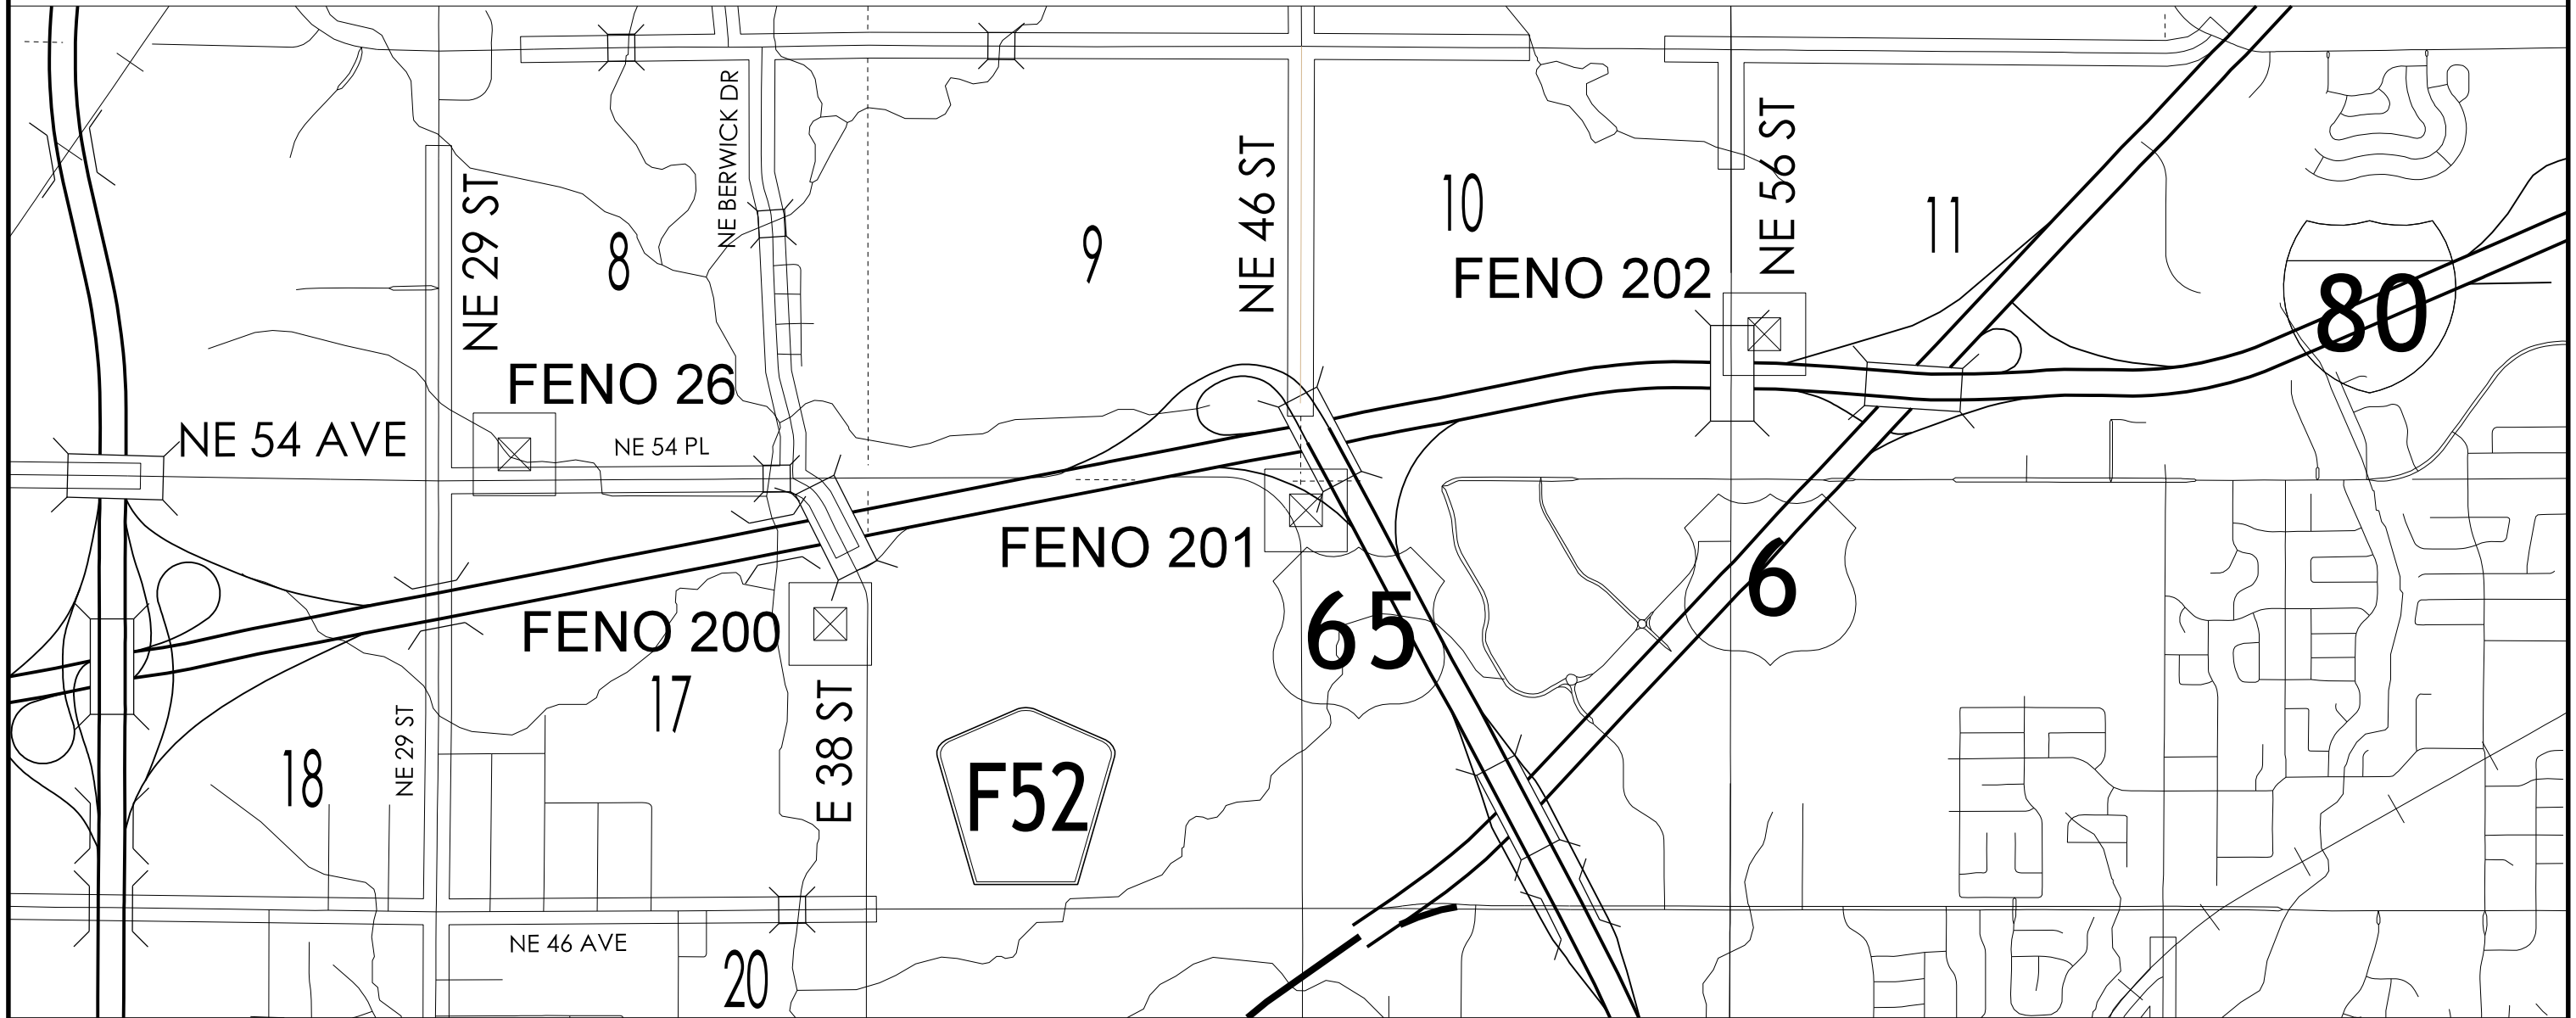 NE BERWICK DR
NE 29 ST
8
9
NE 46 ST
10
NE 56 ST
11
FENO 202
80
FENO 26
NE 54 AVE
NE 54 PL
FENO 201
6
65
FENO 200
17
E 38 ST
NE 29 ST
18
F52
NE 46 AVE
20